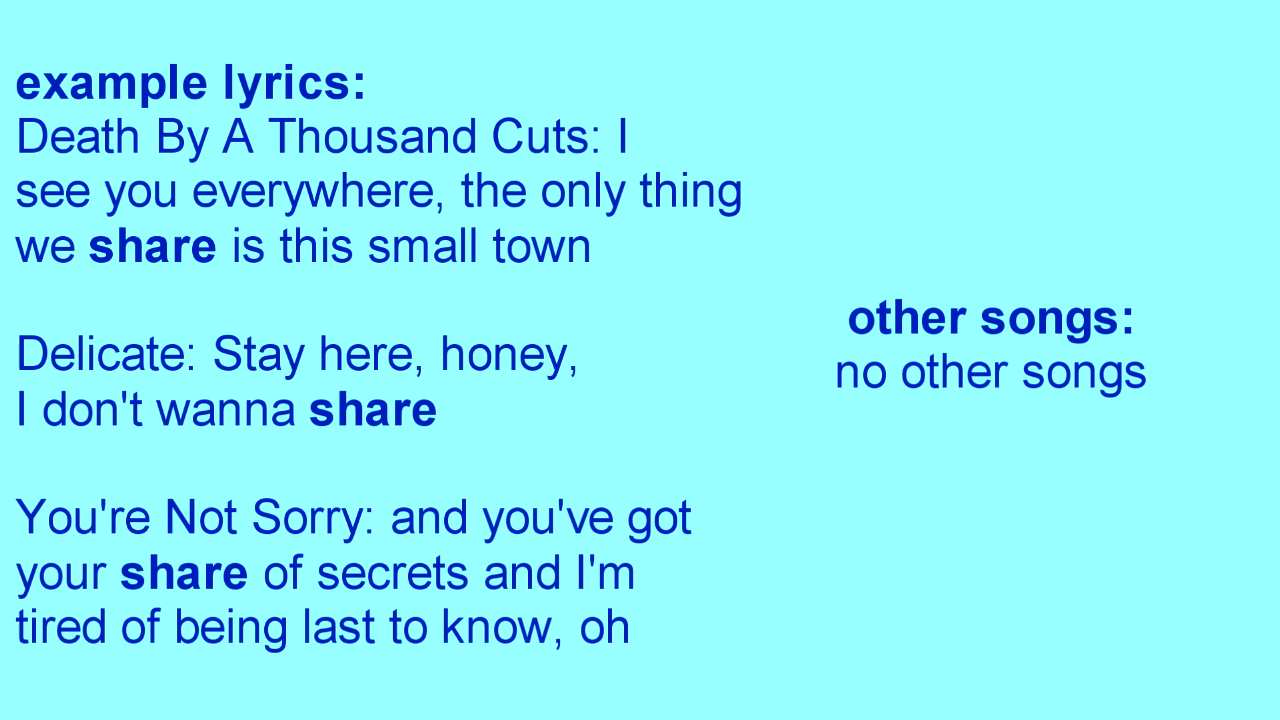 example lyrics:
Death By A Thousand Cuts: I
see you everywhere, the only thing
we share is this small town
Delicate: Stay here, honey,
I don't wanna share
You're Not Sorry: and you've got
your share of secrets and I'm
tired of being last to know, oh
other songs:
no other songs